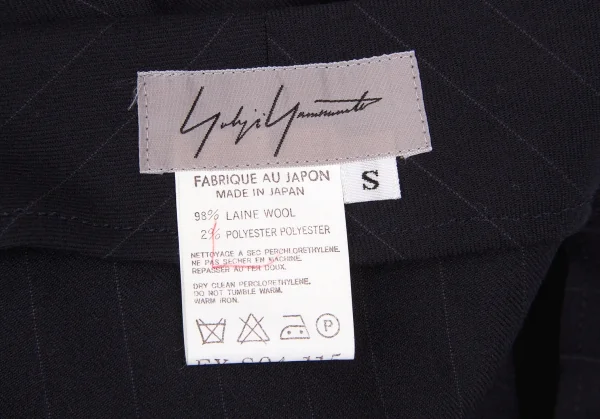 Yohji Yamamoto
S
FABRIQUE AU JAPON
MADE IN JAPAN
98% LAINE WOOL
2% POLYESTER POLYESTER
NETTOYAGE A SEC PERCHLORETHYLENE.
NE PAS SECHER EN MACHINE.
REPASSER AU FER DOUX.
DRY CLEAN PERCLORETHYLENE.
DO NOT TUMBLE WARM.
WARM IRON.
P